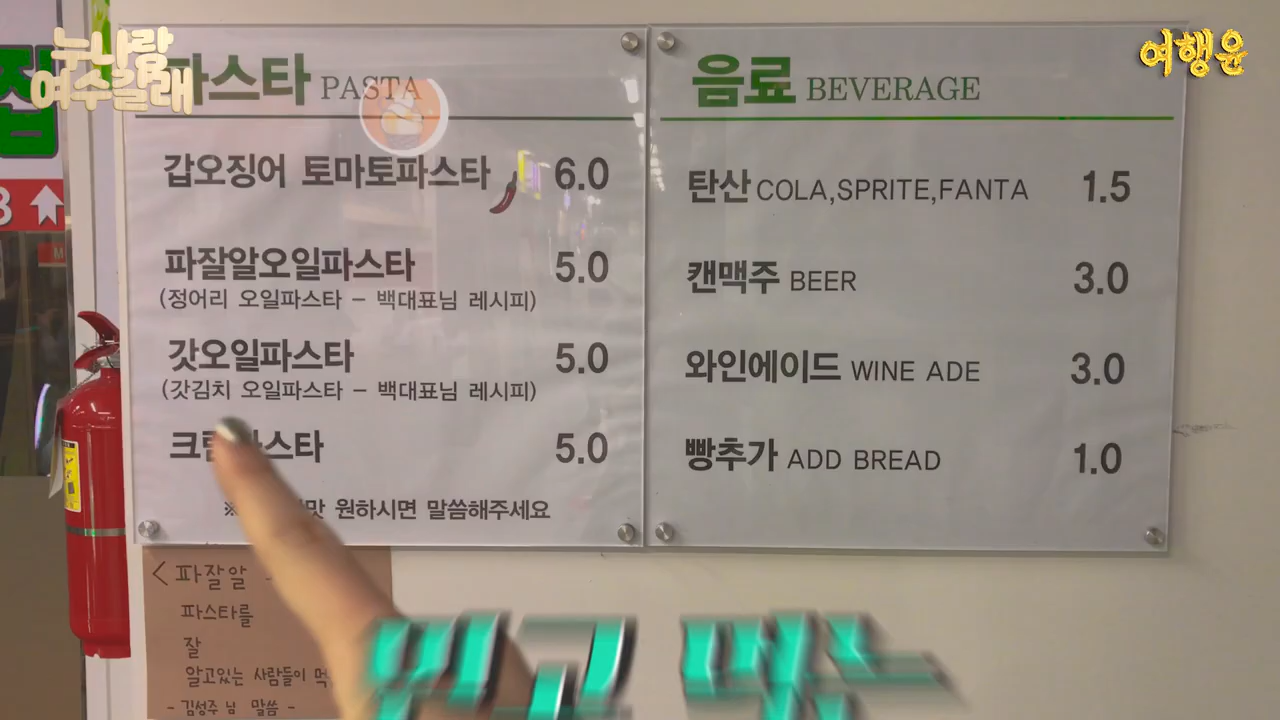 누나랑
여수갈래
여행윤
집
파스타 PASTA
갑오징어 토마토파스타 6.0
파잘알오일파스타 5.0
(정어리 오일파스타 - 백대표님 레시피)
갓오일파스타 5.0
(갓김치 오일파스타 - 백대표님 레시피)
크림파스타 5.0
※ 원하시면 말씀해주세요
음료 BEVERAGE
탄산 COLA,SPRITE,FANTA 1.5
캔맥주 BEER 3.0
와인에이드 WINE ADE 3.0
빵추가 ADD BREAD 1.0
<파잘알
파스타를
잘
알고있는 사람들이
-김성주 님 말씀-